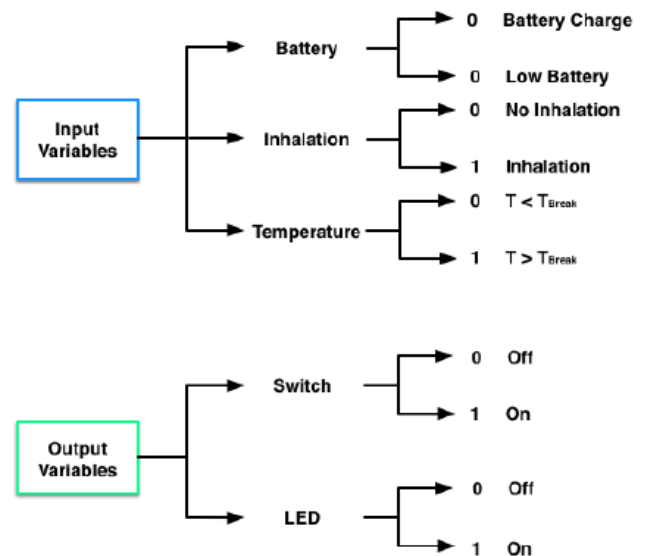 0 Battery Charge
Battery
0 Low Battery
Input
Variables
0 No Inhalation
Inhalation
1 Inhalation
0 T < TBreak
Temperature
1 T > TBreak
0 Off
Switch
1 On
Output
Variables
0 Off
LED
1 On